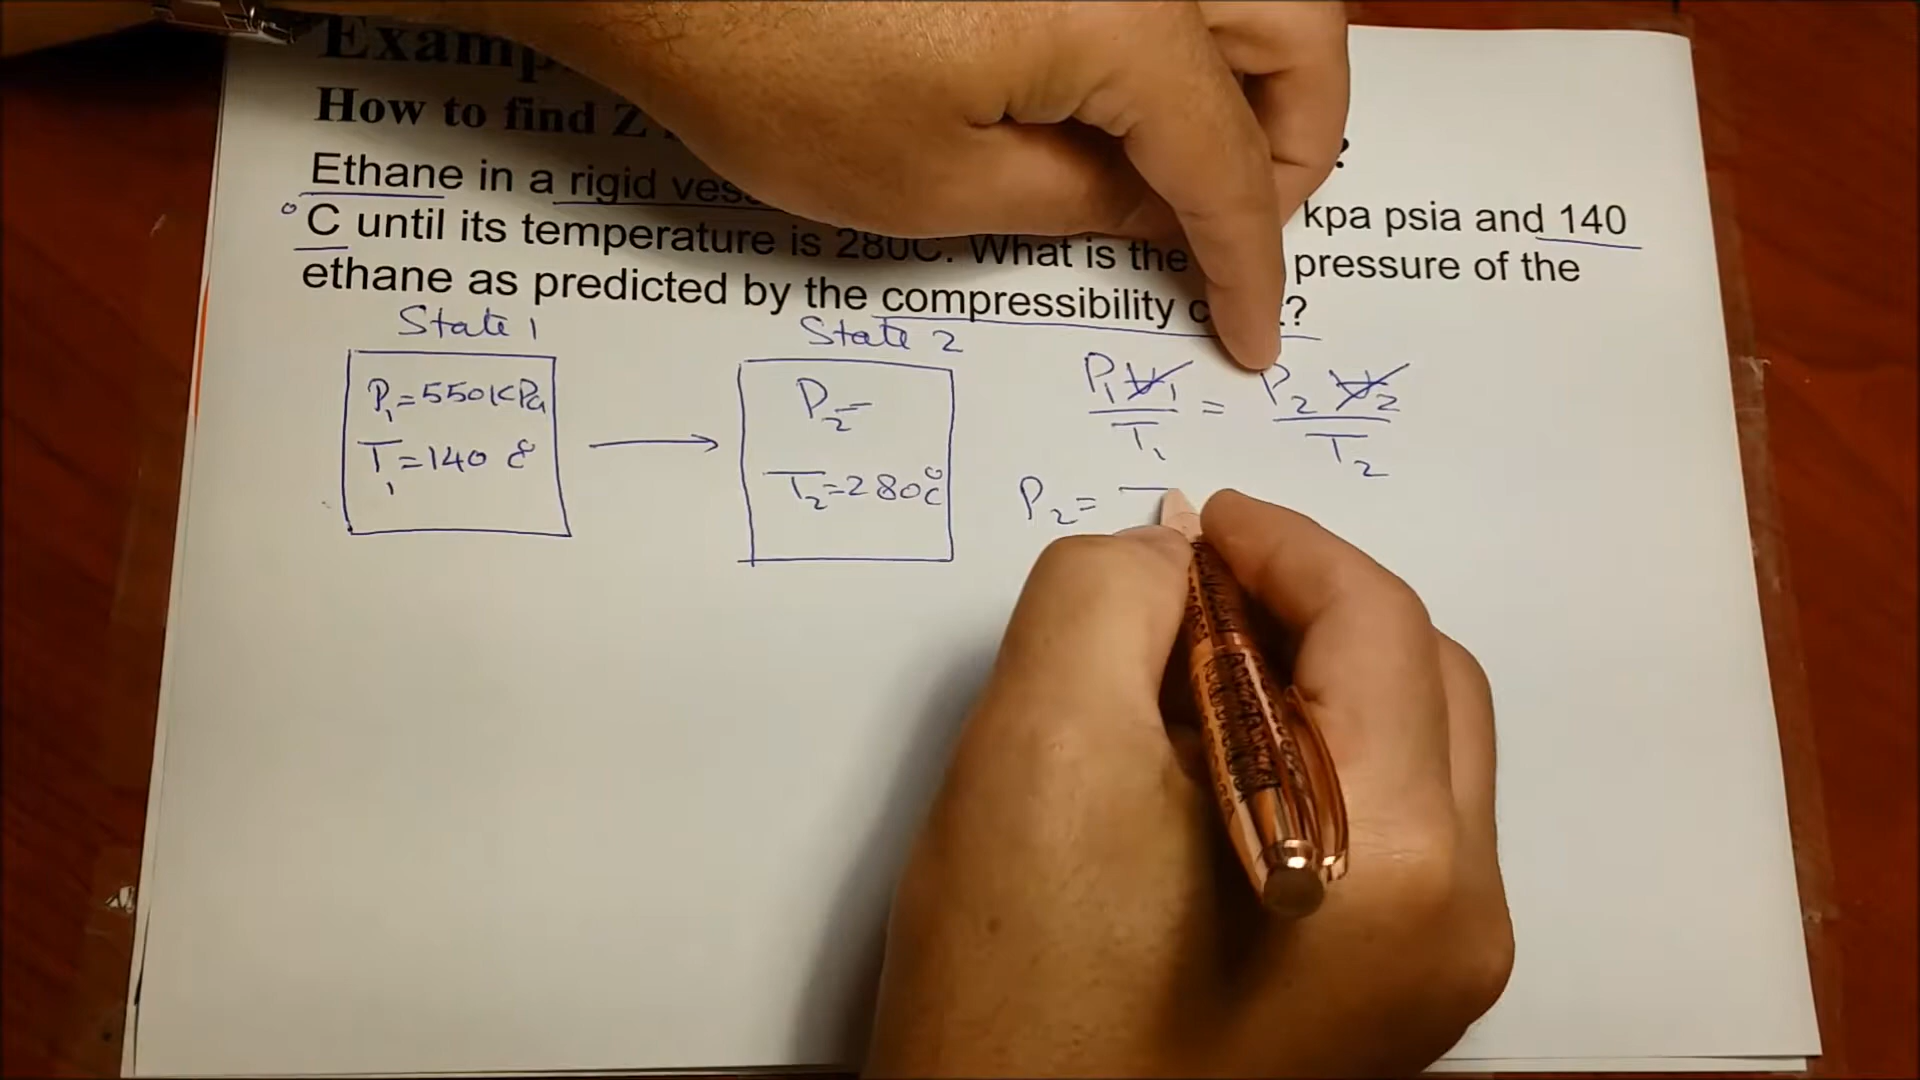 How to find Z
Ethane in a rigid kpa psia and 140
°C until its temperature is 280C. What is the pressure of the
ethane as predicted by the compressibility ?
State 1
State 2
P₁=550KPa
T₁=140 °C
P₂=
T₂=280°C
P₁V₁/T₁ = P₂V₂/T₂
P₂=